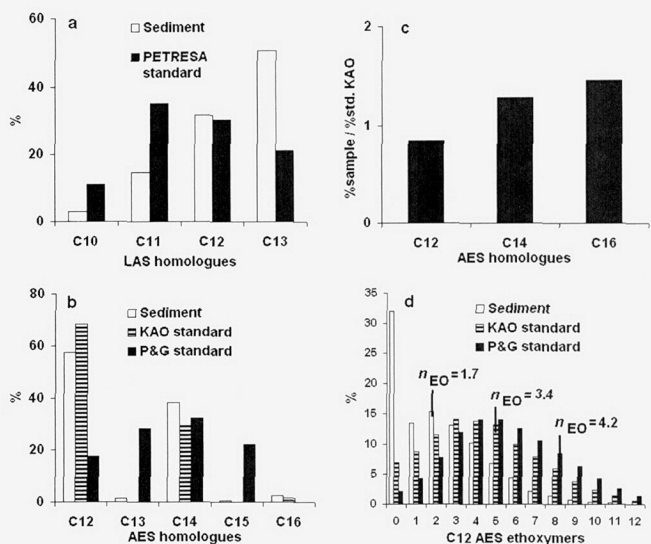 a
Sediment
PETRESA
standard
60
40
20
0
%
C10
C11
C12
C13
LAS homologues
c
2
1
0
%sample / %std. KAO
C12
C14
C16
AES homologues
b
Sediment
KAO standard
P&G standard
80
60
40
20
0
%
C12
C13
C14
C15
C16
AES homologues
d
Sediment
KAO standard
P&G standard
35
30
25
20
15
10
5
0
%
n EO = 1.7
n EO = 3.4
n EO = 4.2
0 1 2 3 4 5 6 7 8 9 10 11 12
C12 AES ethoxymers